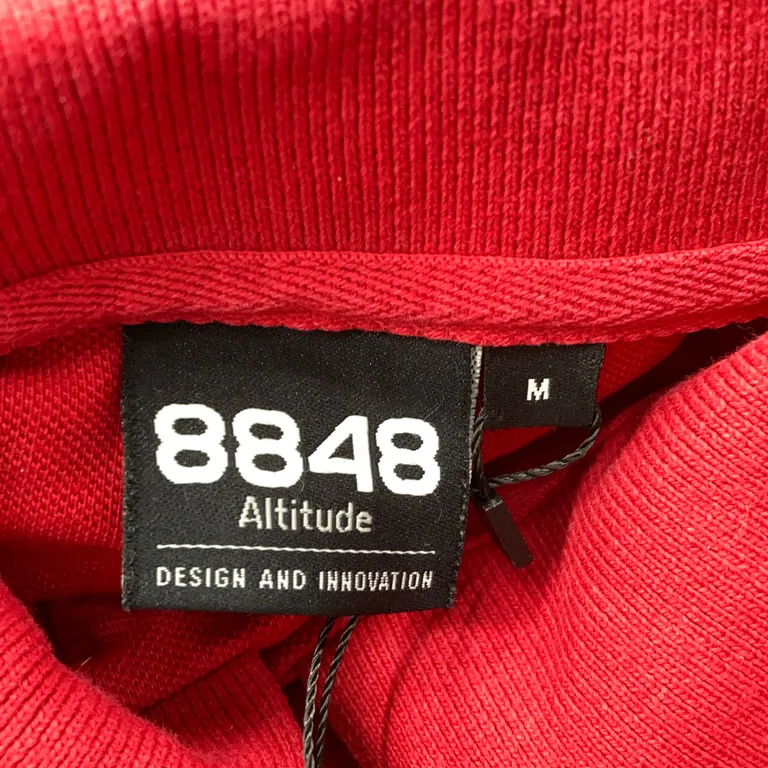 8848
Altitude
DESIGN AND INNOVATION
M